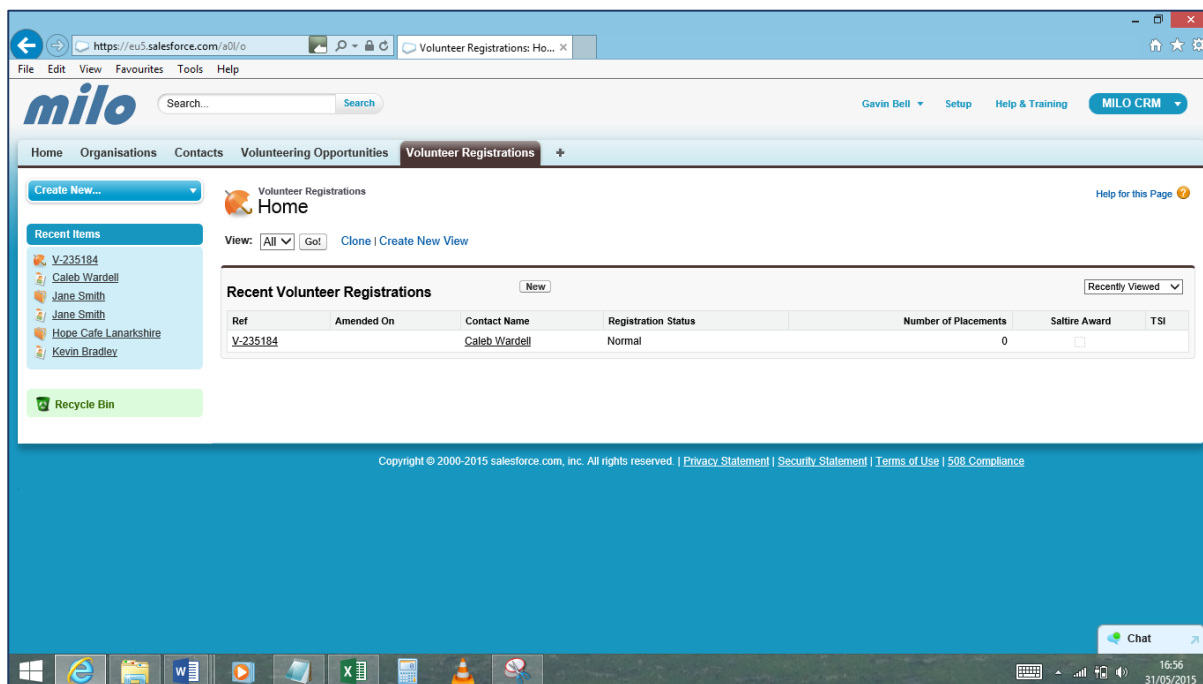 https://eu5.salesforce.com/a0l/o
Volunteer Registrations: Ho...
File Edit View Favourites Tools Help
milo
Search...
Search
Gavin Bell
Setup
Help & Training
MILO CRM
Home Organisations Contacts Volunteering Opportunities Volunteer Registrations +
Create New...
Recent Items
V-235184
Caleb Wardell
Jane Smith
Jane Smith
Hope Cafe Lanarkshire
Kevin Bradley
Recycle Bin
Volunteer Registrations
Home
Help for this Page
View: All Go! Clone | Create New View
Recent Volunteer Registrations
New
Recently Viewed
Ref Amended On Contact Name Registration Status Number of Placements Saltire Award TSI
V-235184 Caleb Wardell Normal 0
Copyright © 2000-2015 salesforce.com, inc. All rights reserved. | Privacy Statement | Security Statement | Terms of Use | 508 Compliance
Chat
16:56
31/05/2015